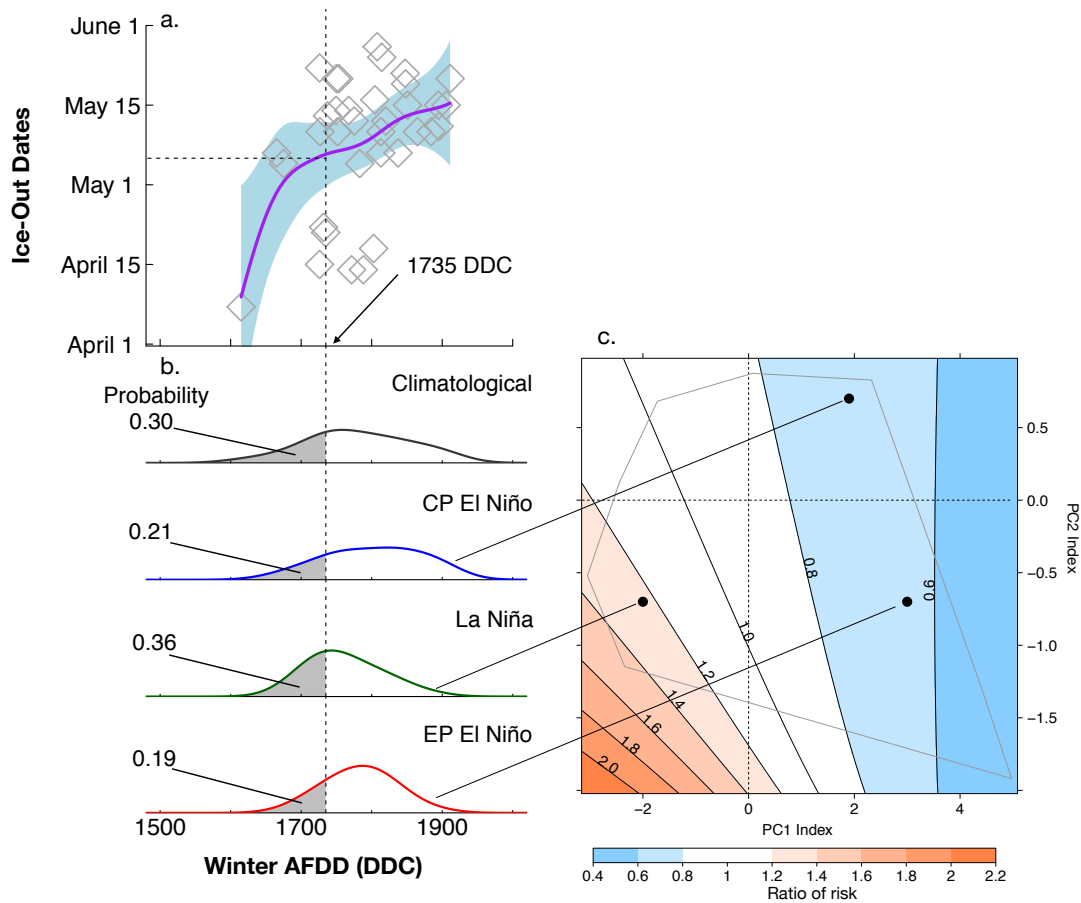 a.
Ice-Out Dates
June 1
May 15
May 1
April 15
April 1
1735 DDC
b.
Probability
Climatological
0.30
CP El Niño
0.21
La Niña
0.36
EP El Niño
0.19
1500 1700 1900
Winter AFDD (DDC)
c.
0.5
0.0
−0.5
−1.0
−1.5
PC2 Index
0.8
0.6
1.0
1.2
1.4
1.6
1.8
2.0
−2 0 2 4
PC1 Index
0.4 0.6 0.8 1 1.2 1.4 1.6 1.8 2.2
Ratio of risk